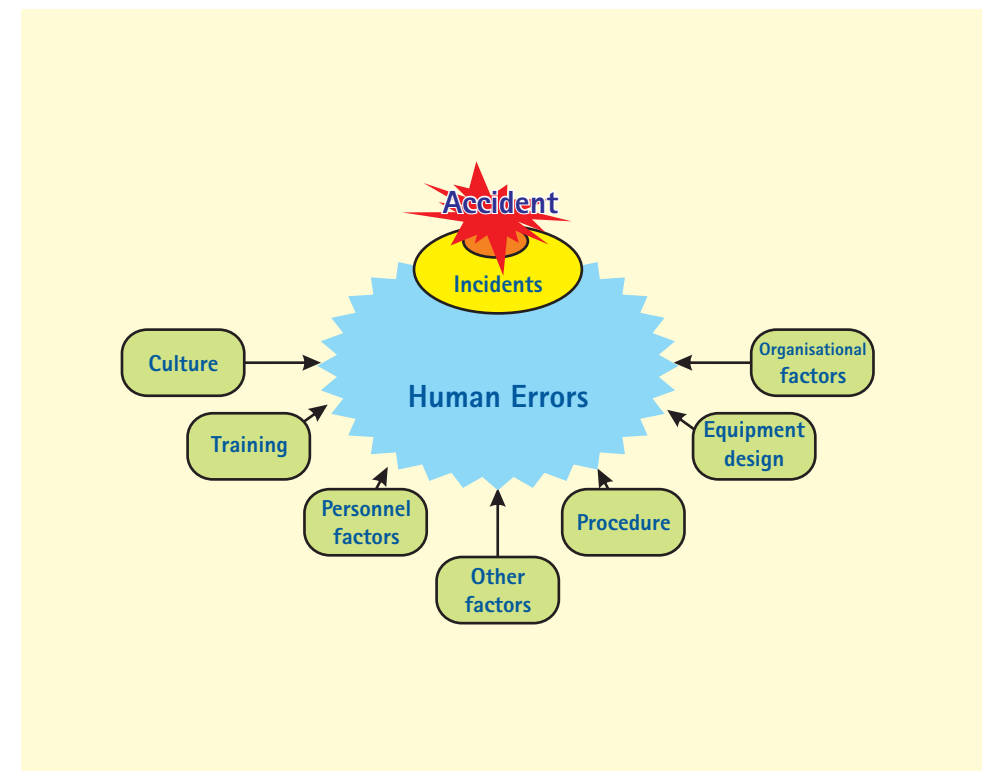 Accident
Incidents
Human Errors
Culture
Training
Personnel
factors
Other
factors
Procedure
Equipment
design
Organisational
factors